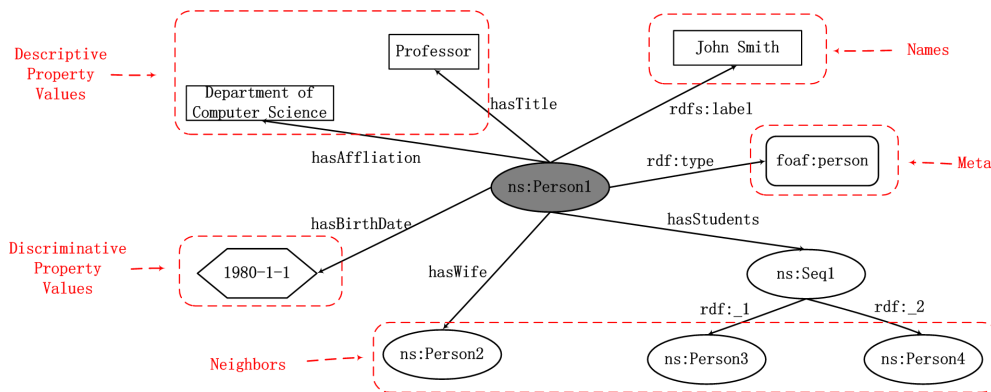 Descriptive
Property
Values
Professor
Department of
Computer Science
John Smith
Names
hasTitle
rdfs:label
hasAffliation
rdf:type
foaf:person
Meta
ns:Person1
hasBirthDate
hasStudents
Discriminative
Property
Values
1980-1-1
hasWife
ns:Seq1
rdf:_1
rdf:_2
Neighbors
ns:Person2
ns:Person3
ns:Person4